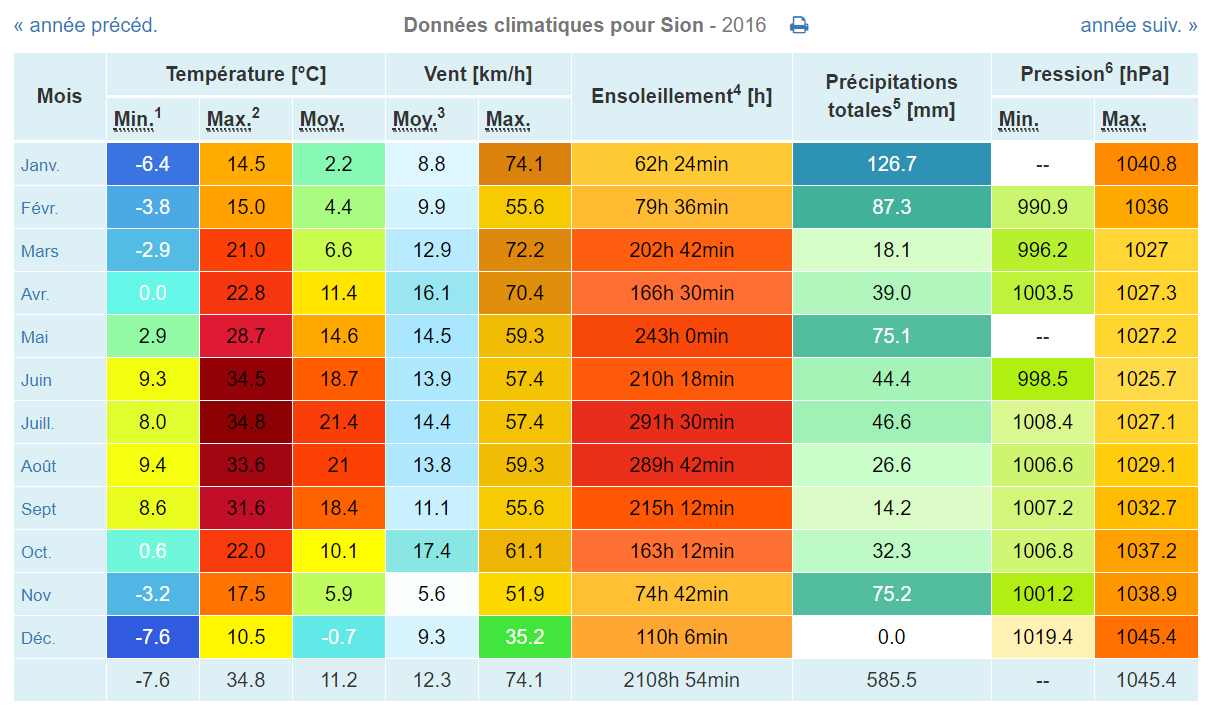 « année précéd. Données climatiques pour Sion - 2016 année suiv. »
Mois Température [°C] Vent [km/h] Ensoleillement4 [h] Précipitations totales5 [mm] Pression6 [hPa]
Min.1 Max.2 Moy. Moy.3 Max. Min. Max.
Janv. -6.4 14.5 2.2 8.8 74.1 62h 24min 126.7 -- 1040.8
Févr. -3.8 15.0 4.4 9.9 55.6 79h 36min 87.3 990.9 1036
Mars -2.9 21.0 6.6 12.9 72.2 202h 42min 18.1 996.2 1027
Avr. 0.0 22.8 11.4 16.1 70.4 166h 30min 39.0 1003.5 1027.3
Mai 2.9 28.7 14.6 14.5 59.3 243h 0min 75.1 -- 1027.2
Juin 9.3 34.5 18.7 13.9 57.4 210h 18min 44.4 998.5 1025.7
Juill. 8.0 34.8 21.4 14.4 57.4 291h 30min 46.6 1008.4 1027.1
Août 9.4 33.6 21 13.8 59.3 289h 42min 26.6 1006.6 1029.1
Sept 8.6 31.6 18.4 11.1 55.6 215h 12min 14.2 1007.2 1032.7
Oct. 0.6 22.0 10.1 17.4 61.1 163h 12min 32.3 1006.8 1037.2
Nov -3.2 17.5 5.9 5.6 51.9 74h 42min 75.2 1001.2 1038.9
Déc. -7.6 10.5 -0.7 9.3 35.2 110h 6min 0.0 1019.4 1045.4
-7.6 34.8 11.2 12.3 74.1 2108h 54min 585.5 -- 1045.4